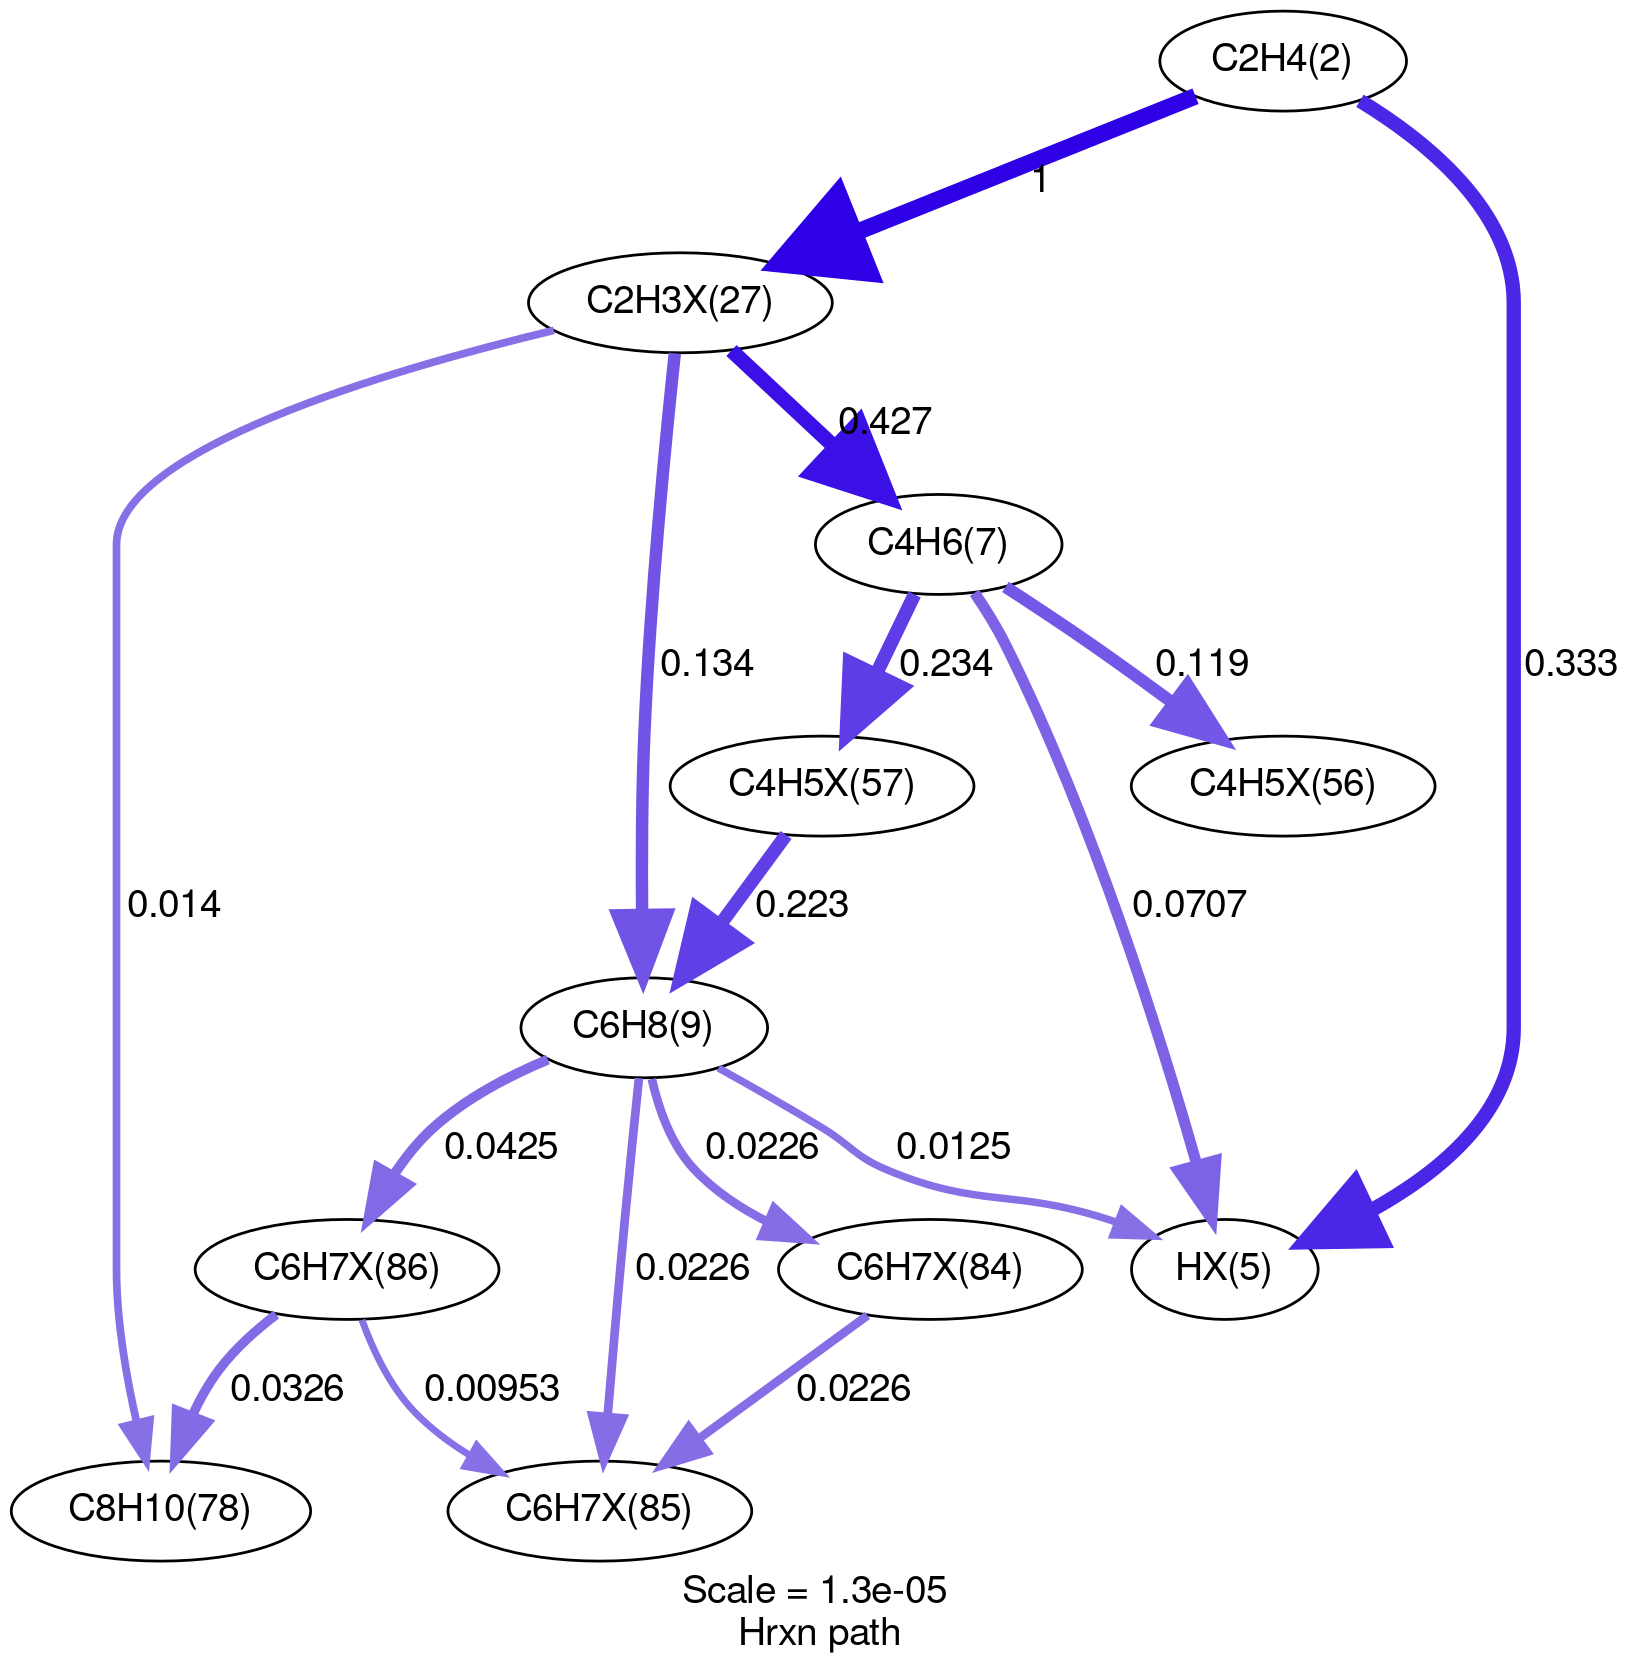 C2H4(2)
1
C2H3X(27)
0.427
C4H6(7)
0.134
0.234
0.119
0.333
C4H5X(57)
C4H5X(56)
0.014
0.223
0.0707
C6H8(9)
0.0425
0.0226
0.0125
C6H7X(86)
0.0226
C6H7X(84)
HX(5)
0.0326
0.00953
0.0226
C8H10(78)
C6H7X(85)
Scale = 1.3e-05
Hrxn path